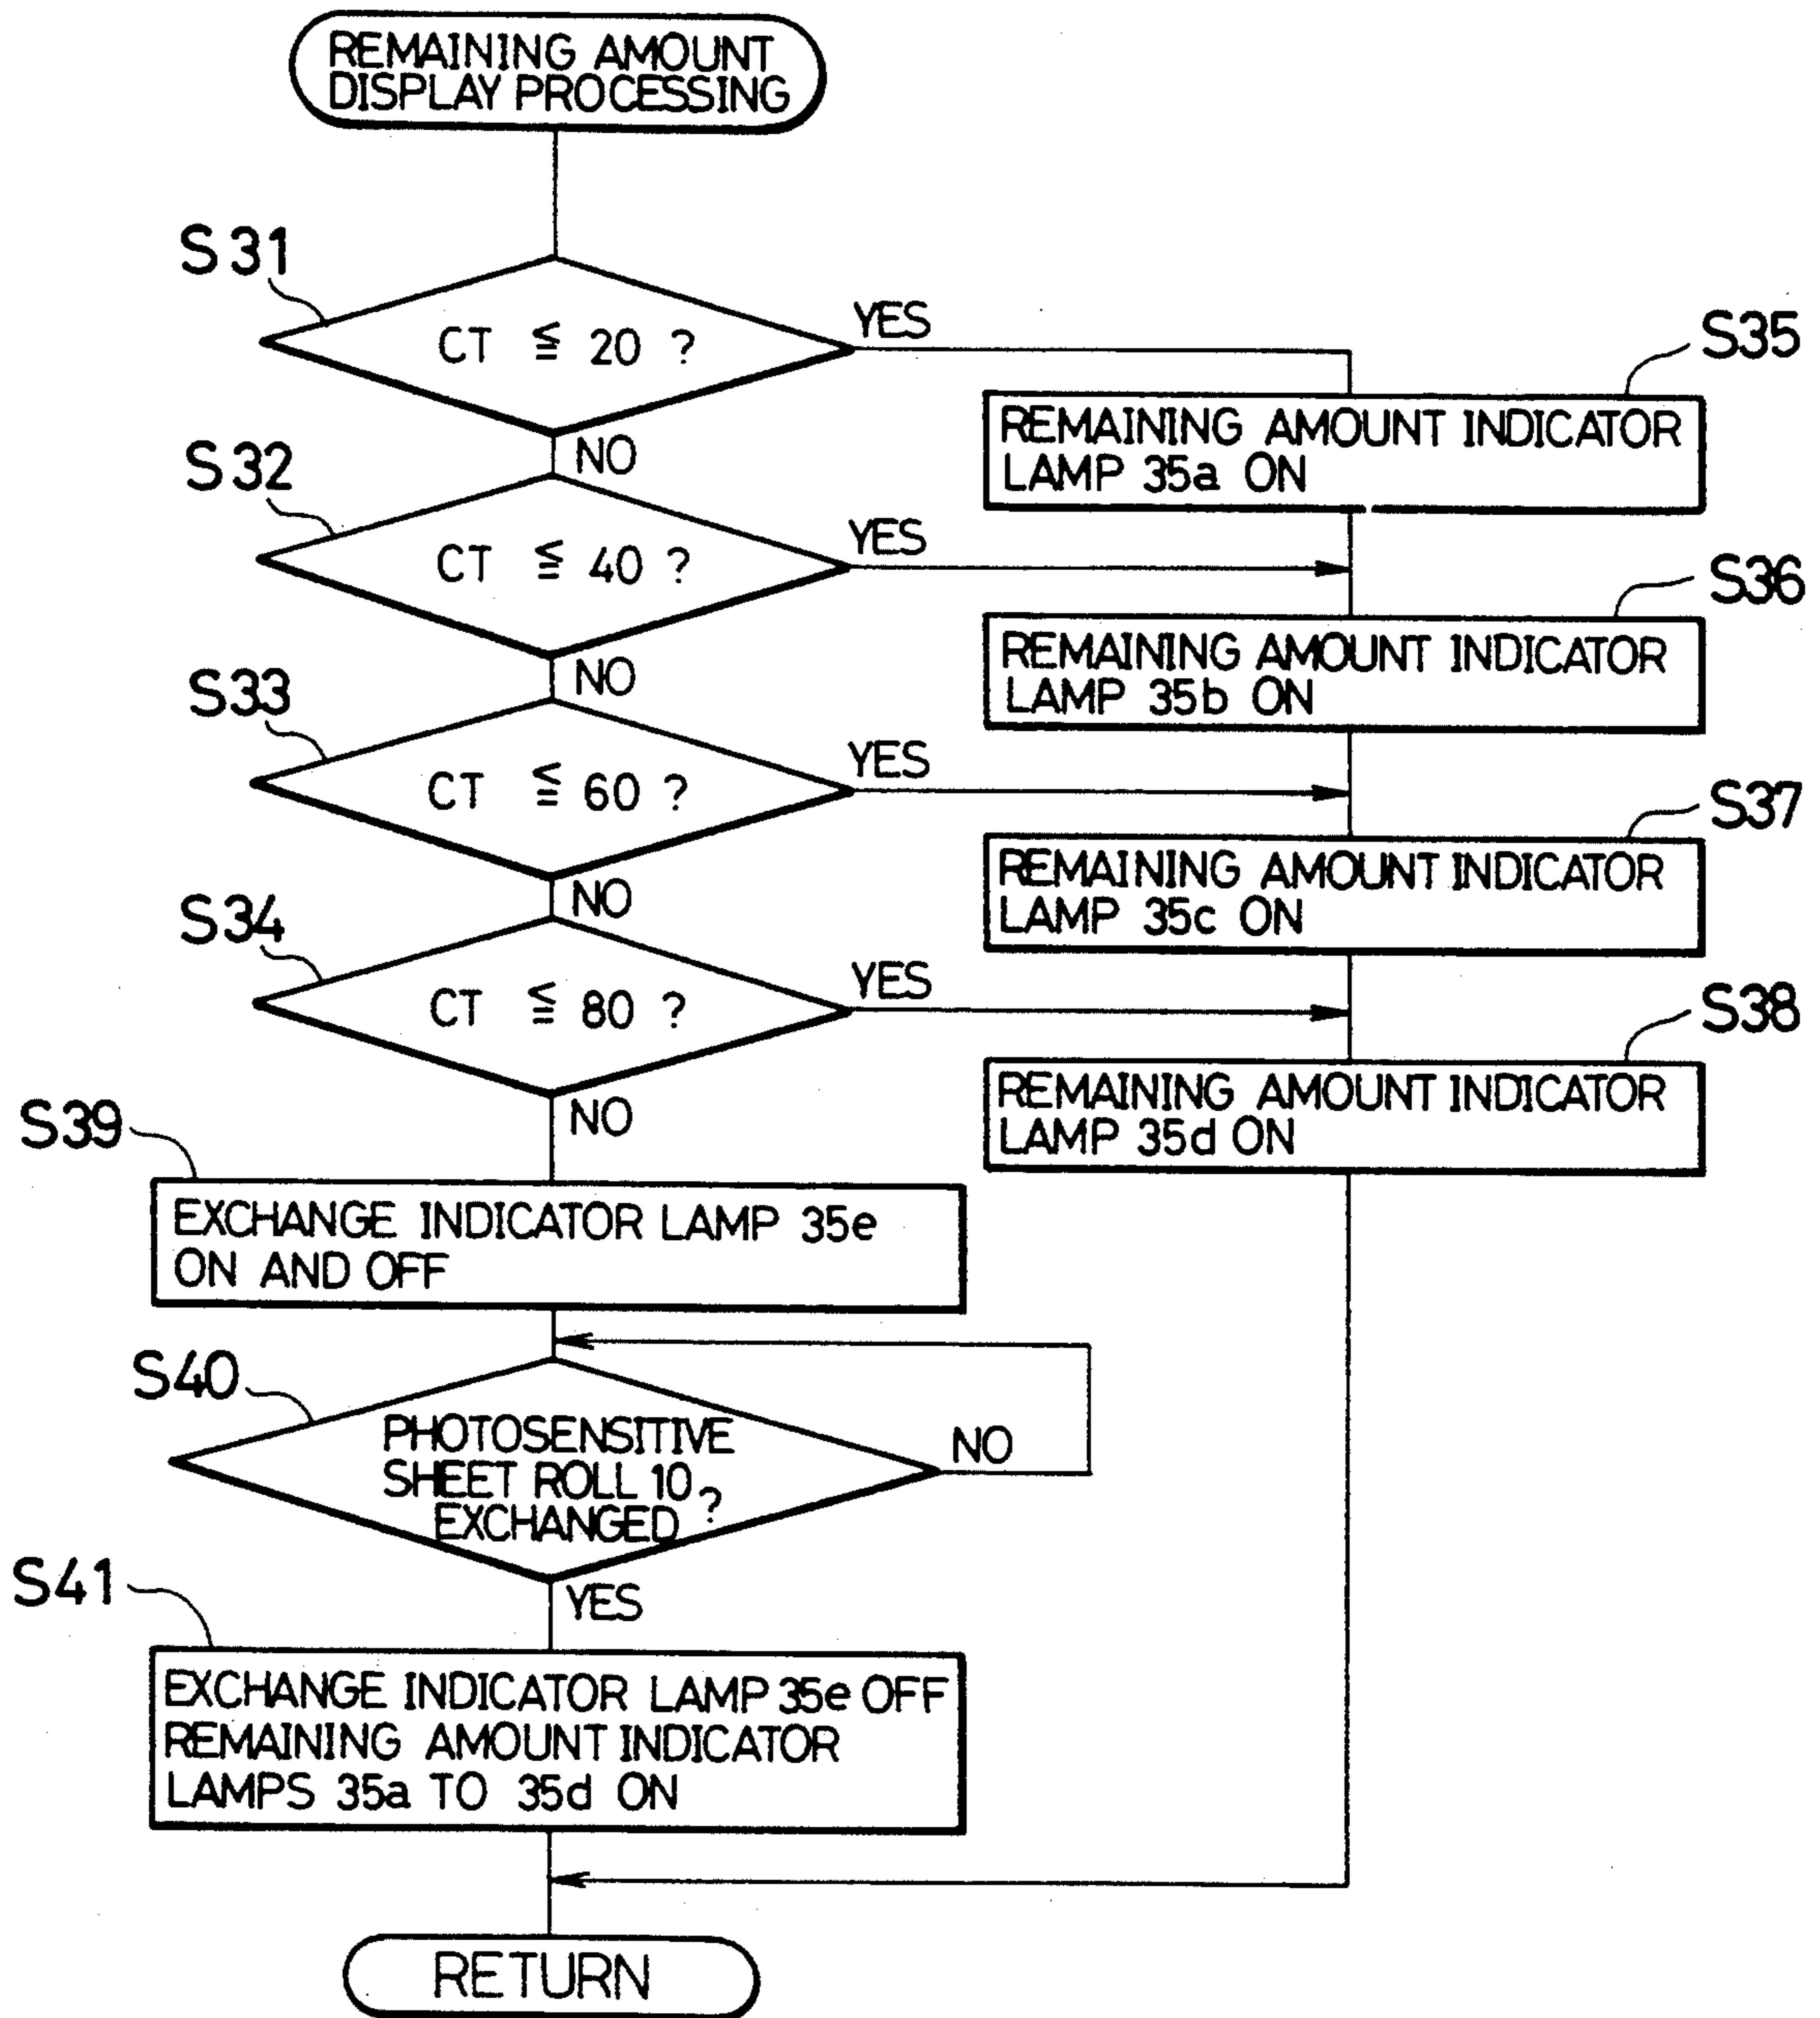 REMAINING AMOUNT
DISPLAY PROCESSING
S31
CT ≦ 20 ?
YES
NO
S35
REMAINING AMOUNT INDICATOR
LAMP 35a ON
S32
CT ≦ 40 ?
YES
NO
S36
REMAINING AMOUNT INDICATOR
LAMP 35b ON
S33
CT ≦ 60 ?
YES
NO
S37
REMAINING AMOUNT INDICATOR
LAMP 35c ON
S34
CT ≦ 80 ?
YES
NO
S38
REMAINING AMOUNT INDICATOR
LAMP 35d ON
S39
EXCHANGE INDICATOR LAMP 35e
ON AND OFF
S40
PHOTOSENSITIVE
SHEET ROLL 10
EXCHANGED ?
NO
YES
S41
EXCHANGE INDICATOR LAMP 35e OFF
REMAINING AMOUNT INDICATOR
LAMPS 35a TO 35d ON
RETURN